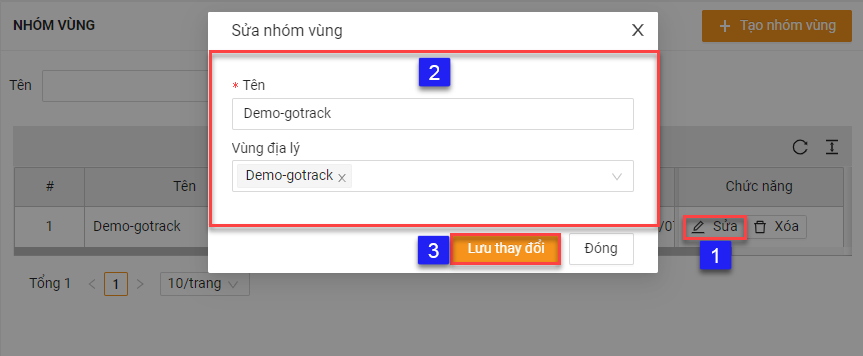 NHÓM VÙNG
+ Tạo nhóm vùng
Sửa nhóm vùng
X
2
Tên
* Tên
Demo-gotrack
Vùng địa lý
Demo-gotrack ×
# Tên Chức năng
1 Demo-gotrack /0 Sửa Xóa
3 Lưu thay đổi Đóng
1
Tổng 1 < 1 > 10/trang